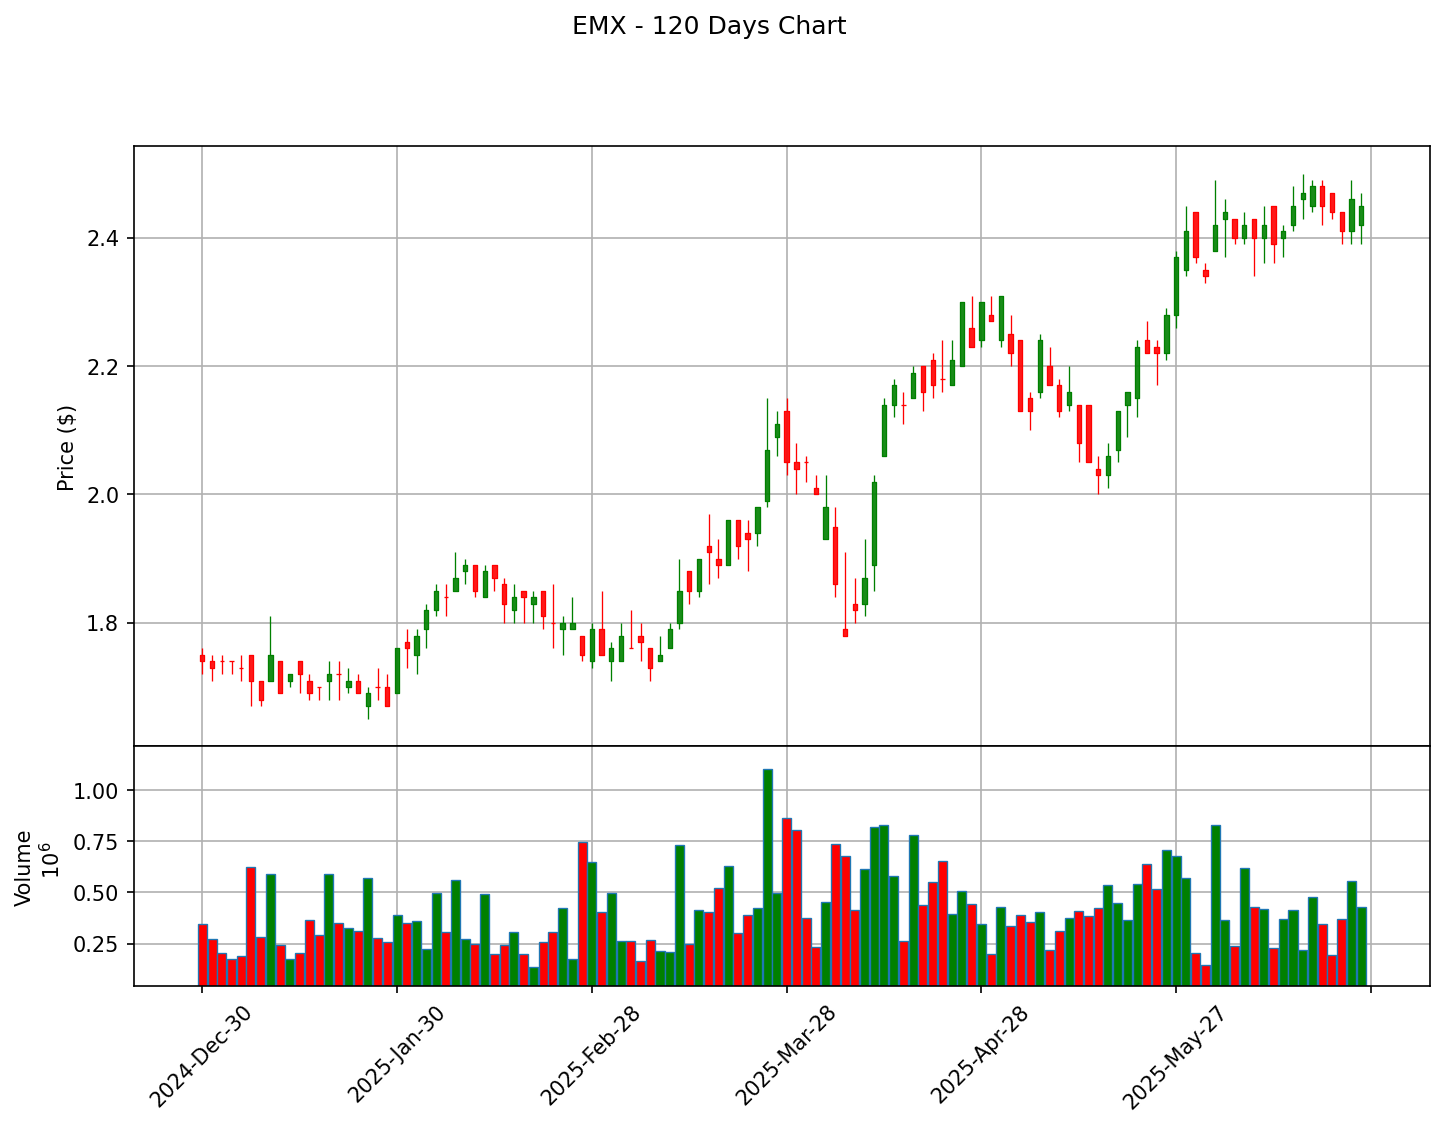 EMX - 120 Days Chart
Price ($)
2.4
2.2
2.0
1.8
Volume
10⁶
1.00
0.75
0.50
0.25
2024-Dec-30
2025-Jan-30
2025-Feb-28
2025-Mar-28
2025-Apr-28
2025-May-27